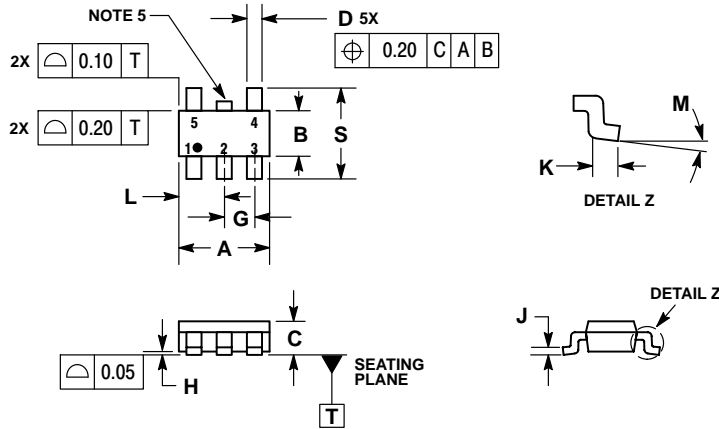 NOTE 5
D 5X
0.20 C A B
2X 0.10 T
2X 0.20 T
5 4
1 2 3
B
S
L
G
A
M
K
DETAIL Z
C
0.05
H
SEATING
PLANE
T
J
DETAIL Z